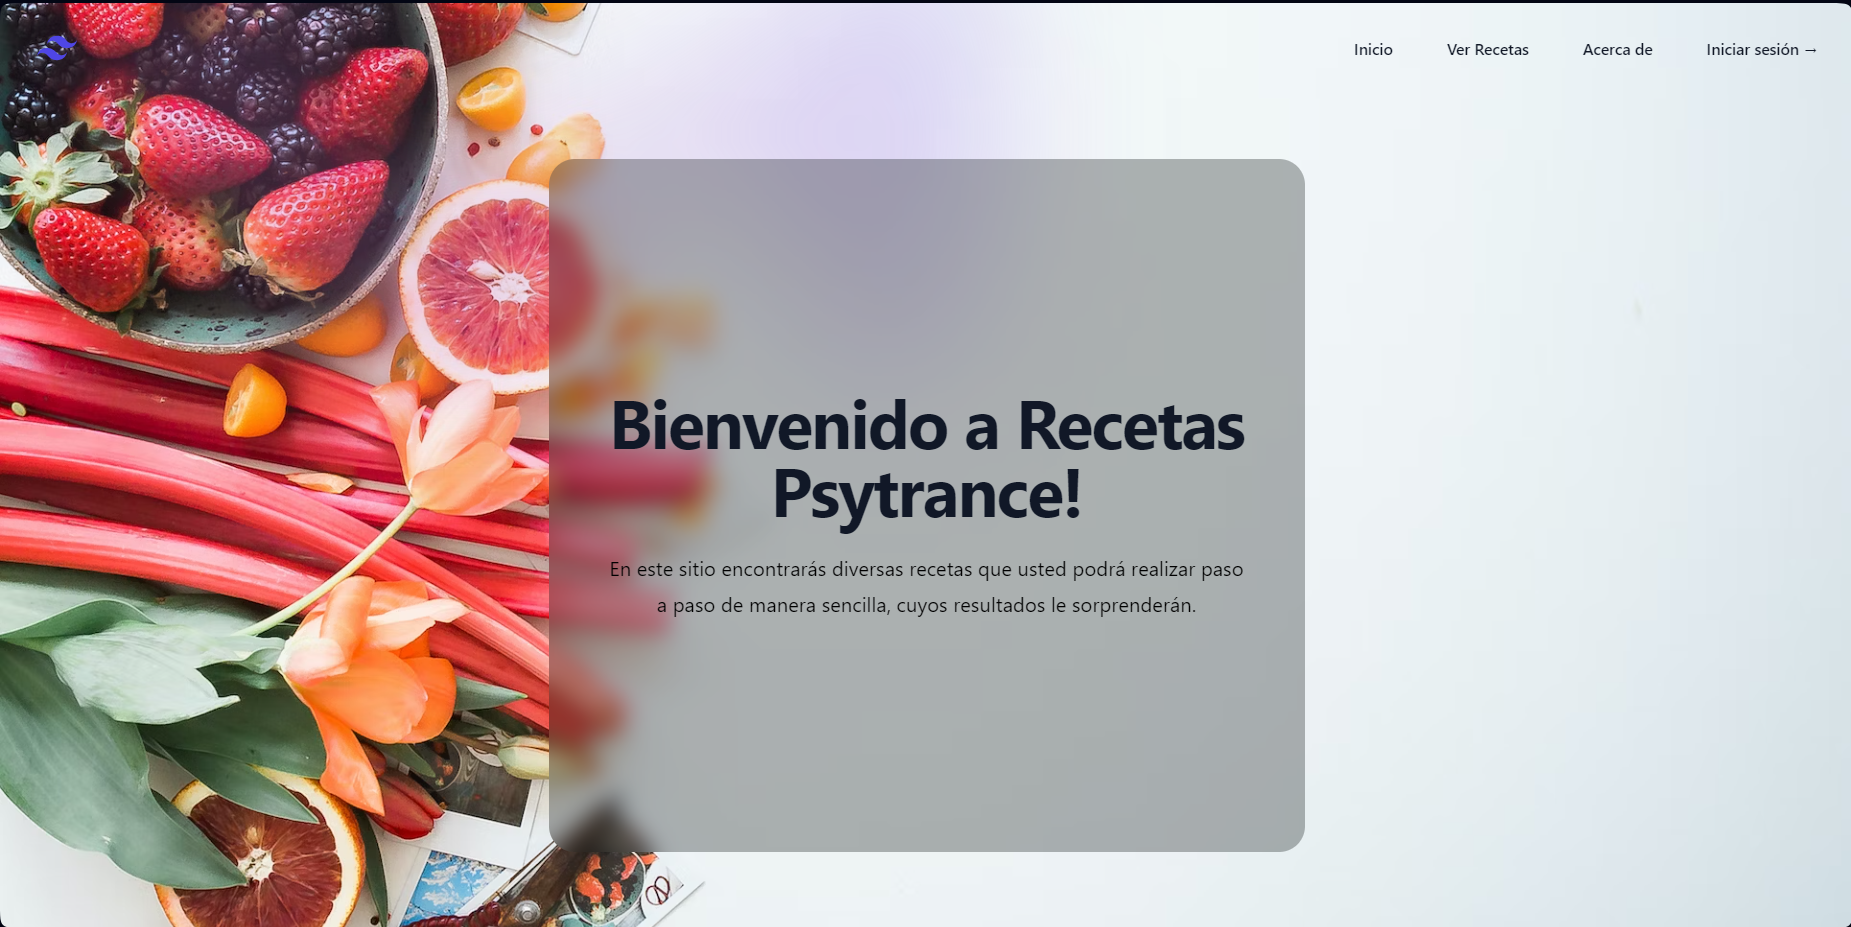 Inicio
Ver Recetas
Acerca de
Iniciar sesión →
Bienvenido a Recetas
Psytrance!
En este sitio encontrarás diversas recetas que usted podrá realizar paso
a paso de manera sencilla, cuyos resultados le sorprenderán.